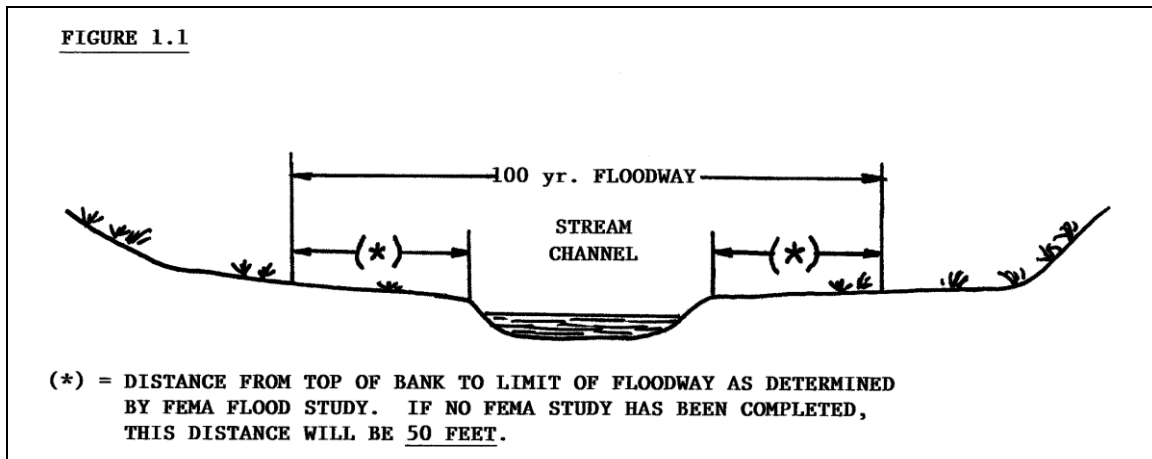 FIGURE 1.1
100 yr. FLOODWAY
STREAM
CHANNEL
(*)
(*)
(*) = DISTANCE FROM TOP OF BANK TO LIMIT OF FLOODWAY AS DETERMINED
BY FEMA FLOOD STUDY. IF NO FEMA STUDY HAS BEEN COMPLETED,
THIS DISTANCE WILL BE 50 FEET.